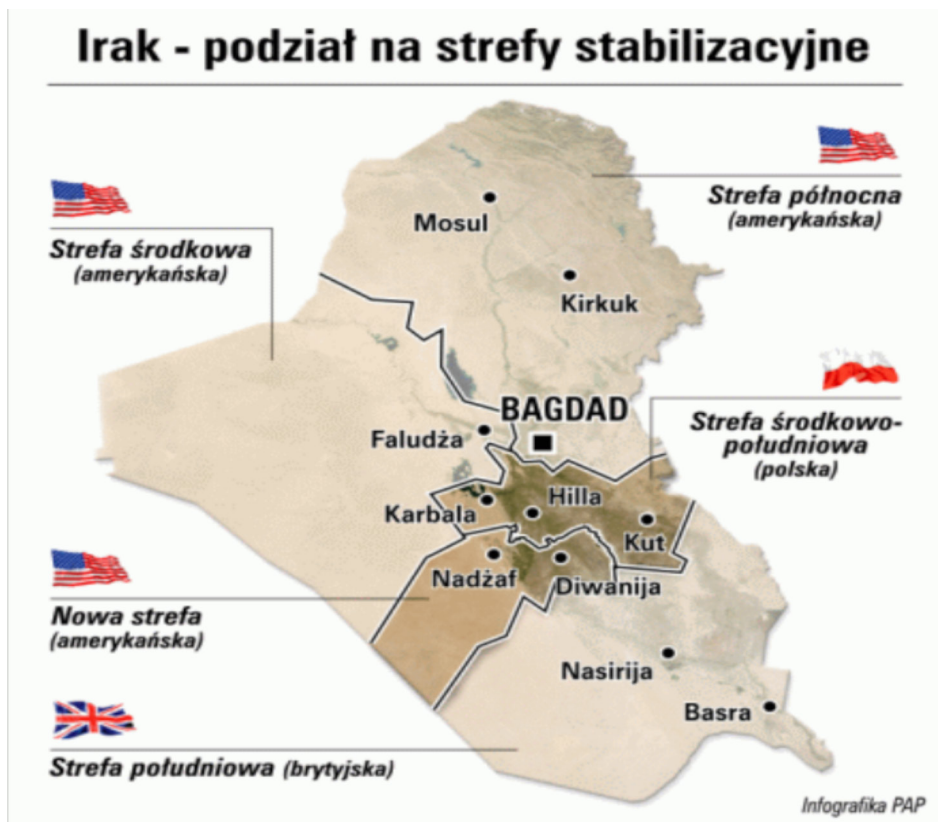 Irak - podział na strefy stabilizacyjne
Strefa północna
(amerykańska)
Strefa środkowa
(amerykańska)
Mosul
Kirkuk
BAGDAD
Faludża
Strefa środkowo-
południowa
(polska)
Hilla
Karbala
Kut
Nadżaf
Diwanija
Nowa strefa
(amerykańska)
Nasirija
Basra
Strefa południowa (brytyjska)
Infografika PAP